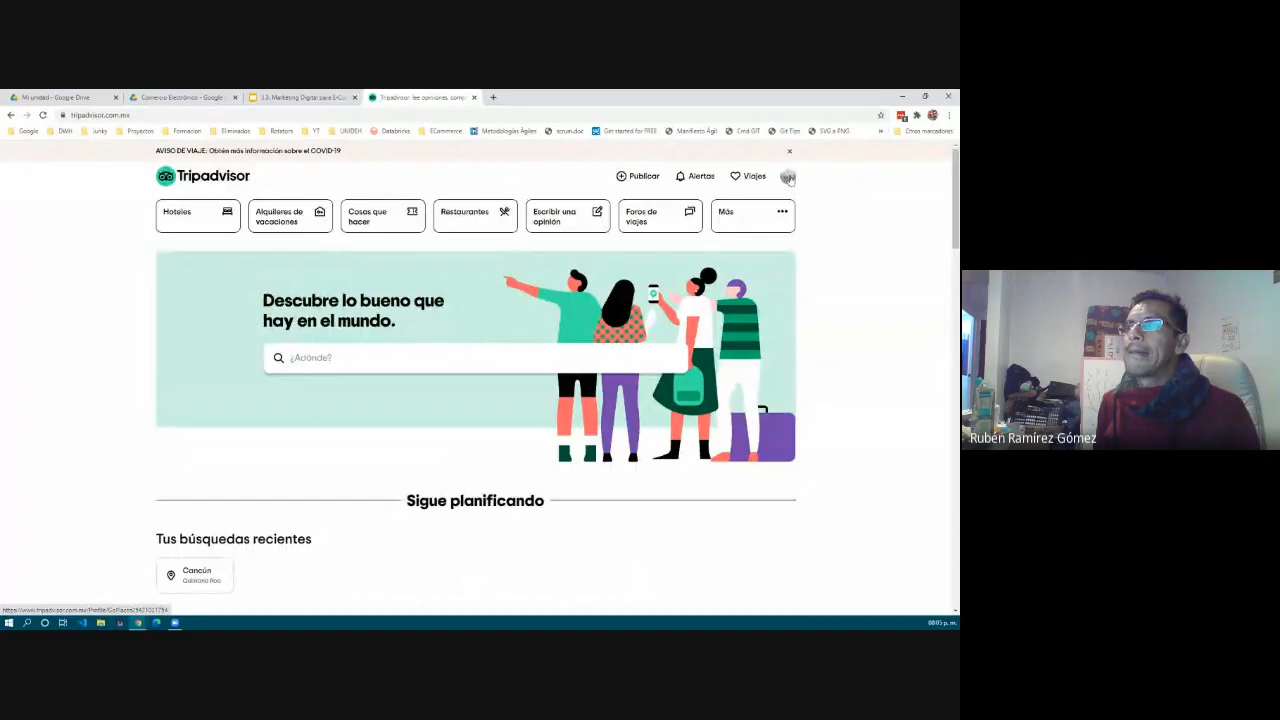 Mi unidad - Google Drive
Comercio Electrónico - Google
3.3- Marketing Digital para E-Co
Tripadvisor: lee opiniones, comp
tripadvisor.com.mx
Google
DWH
Junky
Proyectos
Formacion
Eliminados
Rotators
YT
UNIDEH
Databricks
ECommerce
Metodologías Ágiles
scrum.doc
Get started for FREE
Manifiesto Ágil
Cmd GIT
Git Tips
SVG a PNG
»
Otros marcadores
AVISO DE VIAJE: Obtén más información sobre el COVID-19
Tripadvisor
Publicar
Alertas
Viajes
Hoteles
Alquileres de
vacaciones
Cosas que
hacer
Restaurantes
Escribir una
opinión
Foros de
viajes
Más
Descubre lo bueno que
hay en el mundo.
¿Adónde?
Sigue planificando
Tus búsquedas recientes
Cancún
Quintana Roo
08:05 p. m.
Rubén Ramírez Gómez